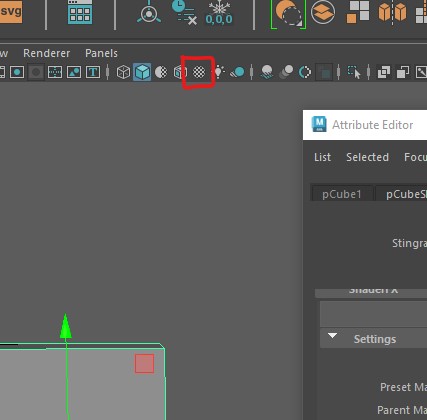 svg
0,0,0
w Renderer Panels
T
M Attribute Editor
List Selected Focu
pCube1 pCubeSh
Stingra
Shader X
Settings
Preset Ma
Parent Ma